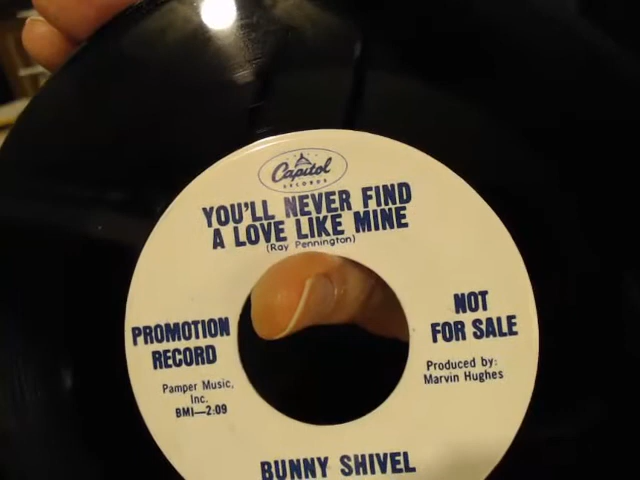 Capitol
RECORDS
YOU'LL NEVER FIND
A LOVE LIKE MINE
(Ray Pennington)
PROMOTION
RECORD
Pamper Music,
Inc.
BMI—2:09
NOT
FOR SALE
Produced by:
Marvin Hughes
BUNNY SHIVEL